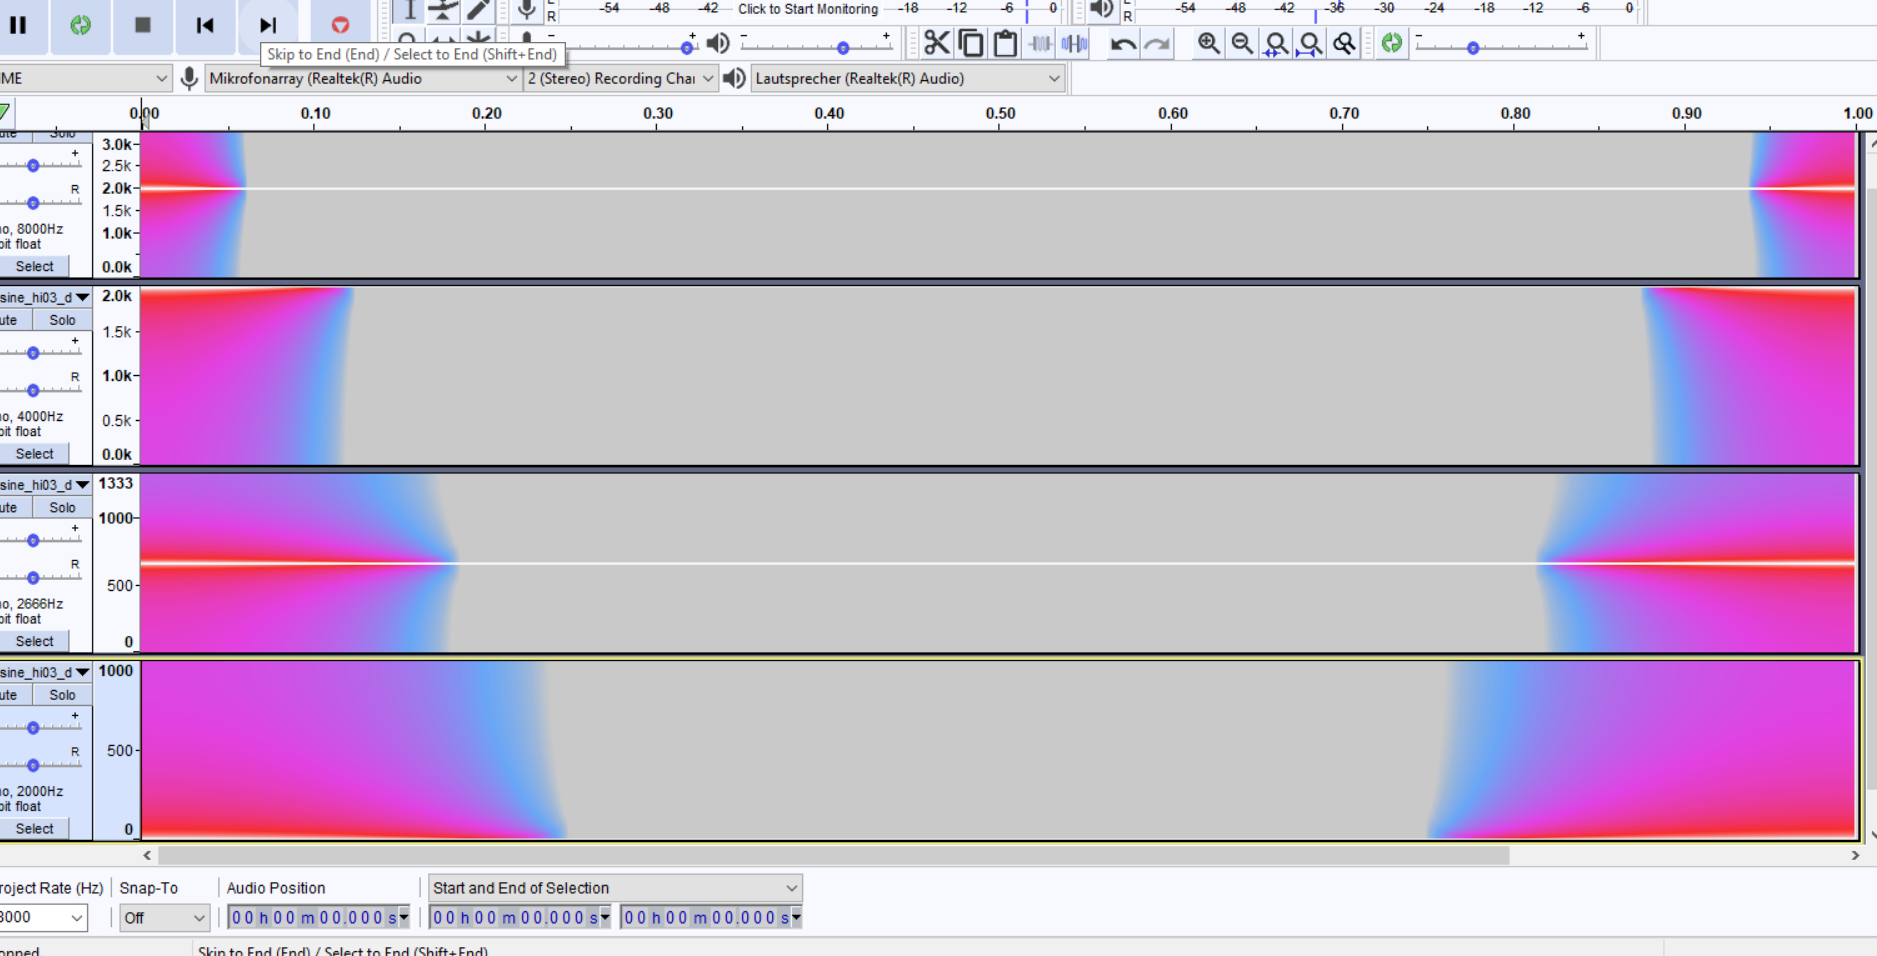 -54 -48 -42 Click to Start Monitoring -18 -12 -6 0
L
R
-54 -48 -42 -36 -30 -24 -18 -12 -6 0
R
Skip to End (End) / Select to End (Shift+End)
ME Mikrofonarray (Realtek(R) Audio 2 (Stereo) Recording Chai Lautsprecher (Realtek(R) Audio)
0.00 0.10 0.20 0.30 0.40 0.50 0.60 0.70 0.80 0.90 1.00
ute Solo
3.0k
2.5k
R 2.0k
1.5k
o, 8000Hz 1.0k
bit float
Select 0.0k
sine_hi03_d 2.0k
ute Solo 1.5k
R 1.0k
o, 4000Hz 0.5k
bit float
Select 0.0k
sine_hi03_d 1333
ute Solo 1000
R 500
o, 2666Hz
bit float
Select 0
sine_hi03_d 1000
ute Solo
R 500
o, 2000Hz
bit float
Select 0
roject Rate (Hz) Snap-To Audio Position Start and End of Selection
8000 Off 00 h 00 m 00.000 s 00 h 00 m 00.000 s 00 h 00 m 00.000 s
opped Skip to End (End) / Select to End (Shift+End)